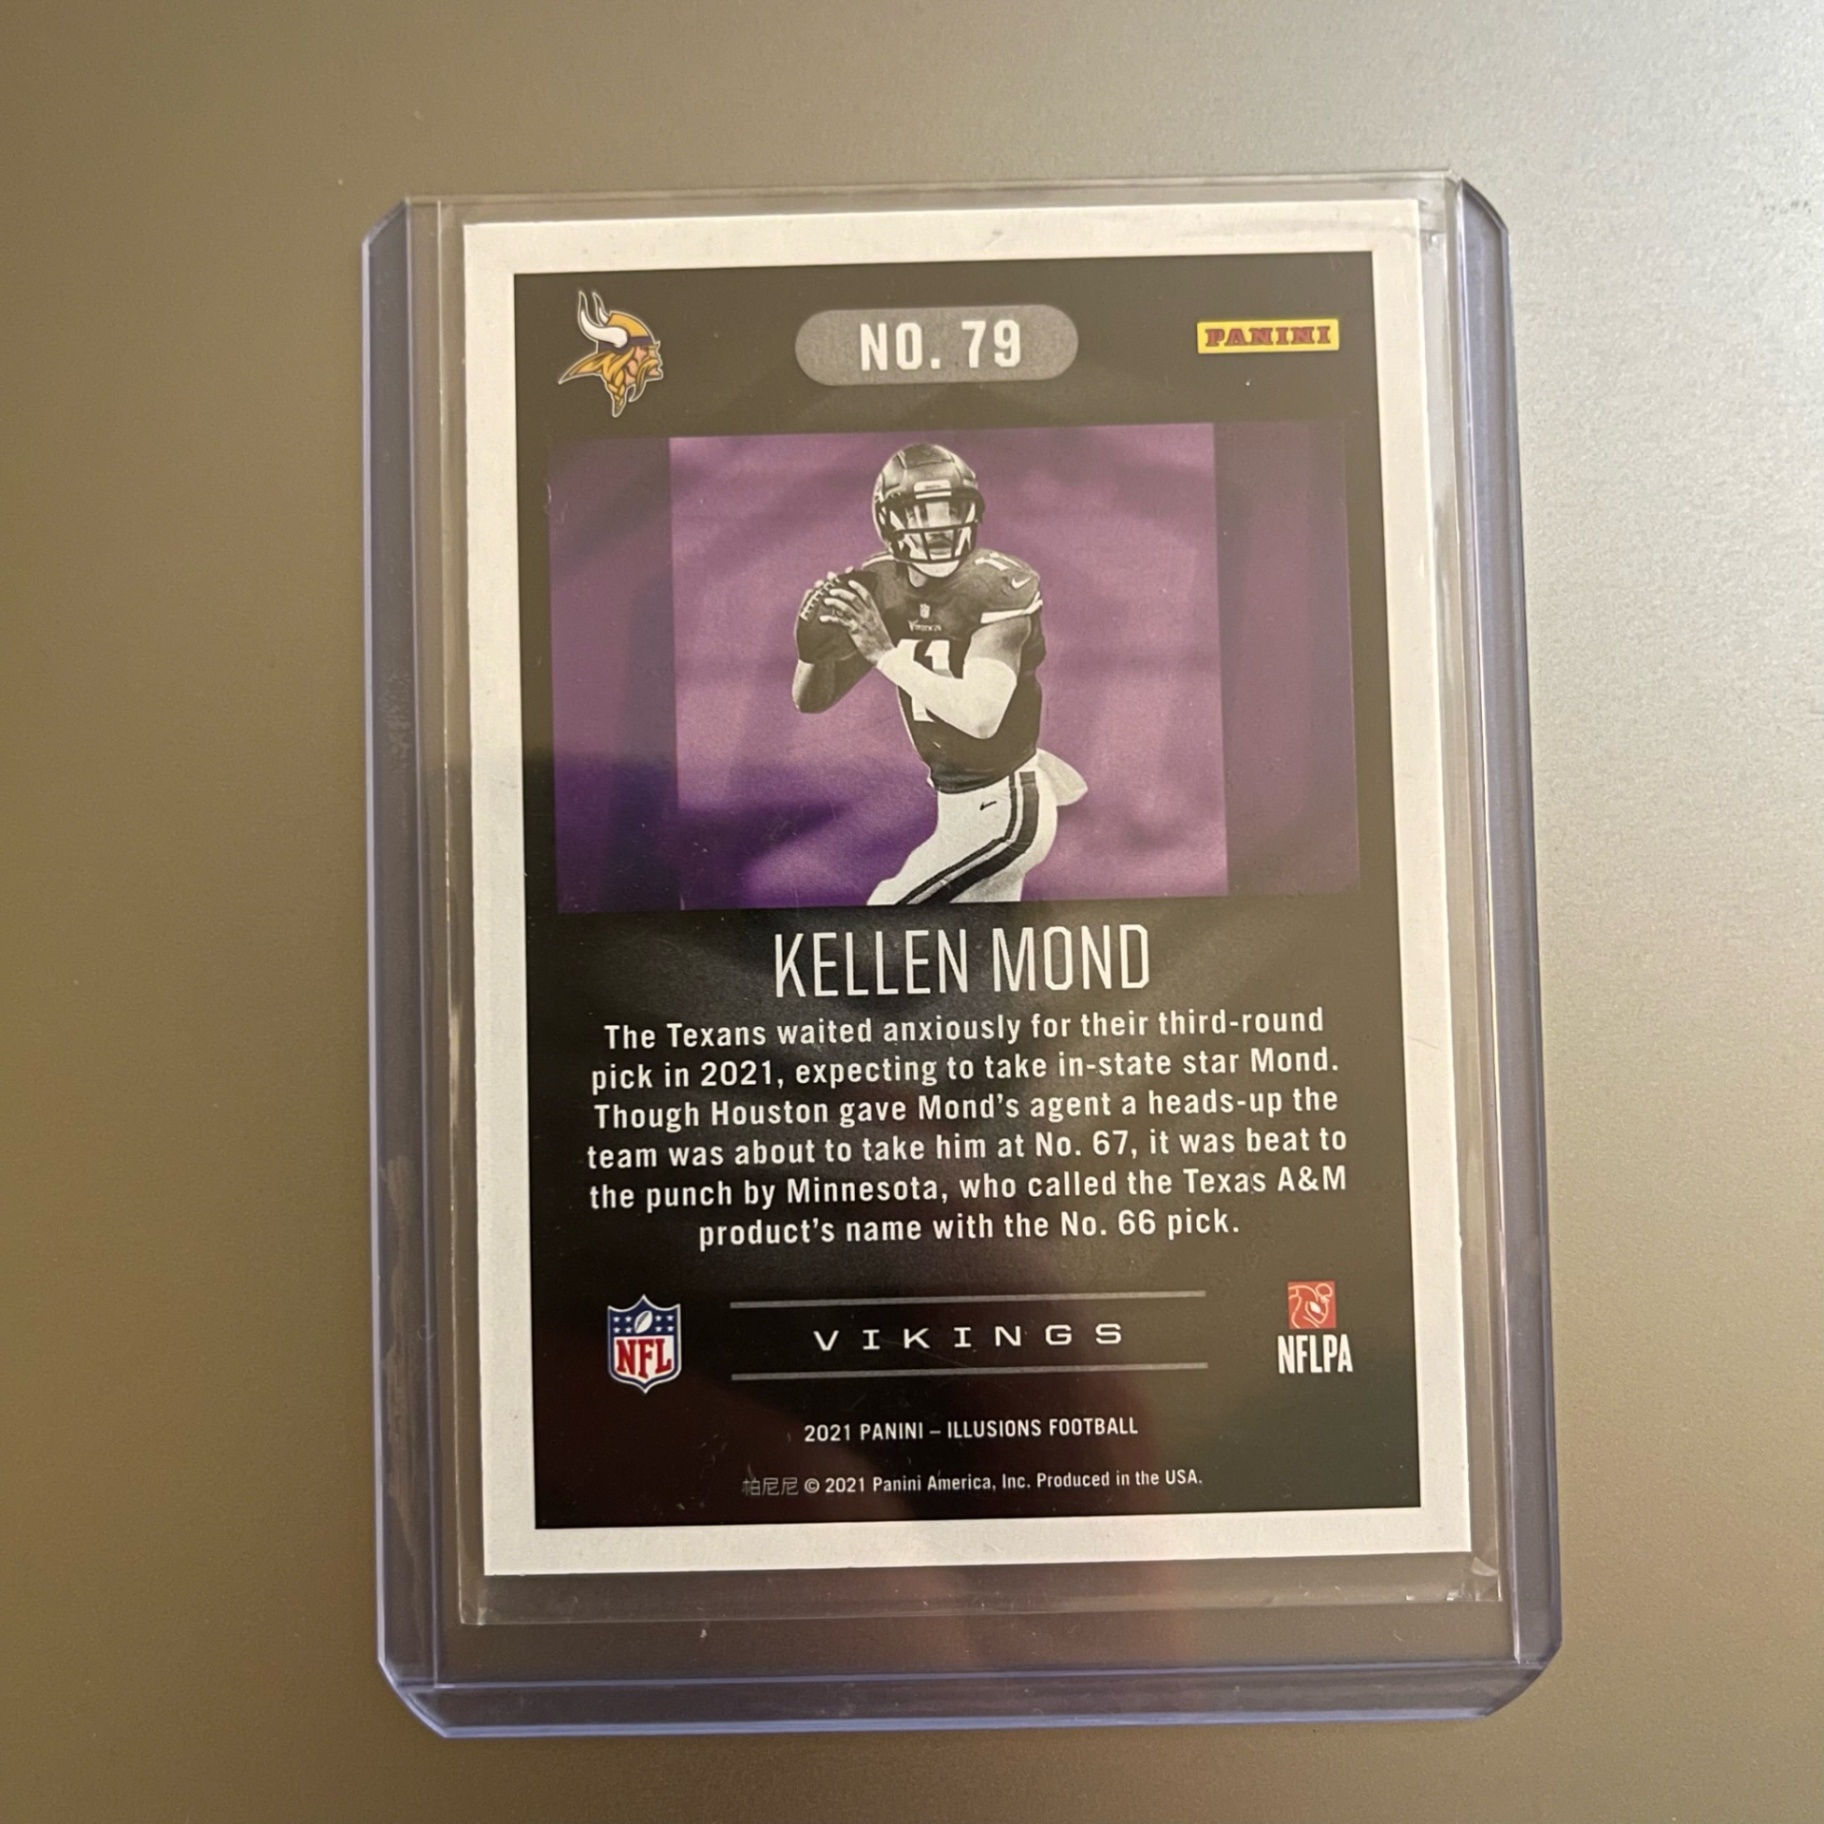 NO. 79
PANINI
VIKINGS
11
KELLEN MOND
The Texans waited anxiously for their third-round
pick in 2021, expecting to take in-state star Mond.
Though Houston gave Mond's agent a heads-up the
team was about to take him at No. 67, it was beat to
the punch by Minnesota, who called the Texas A&M
product's name with the No. 66 pick.
NFL
VIKINGS
NFLPA
2021 PANINI – ILLUSIONS FOOTBALL
帕尼尼 © 2021 Panini America, Inc. Produced in the USA.